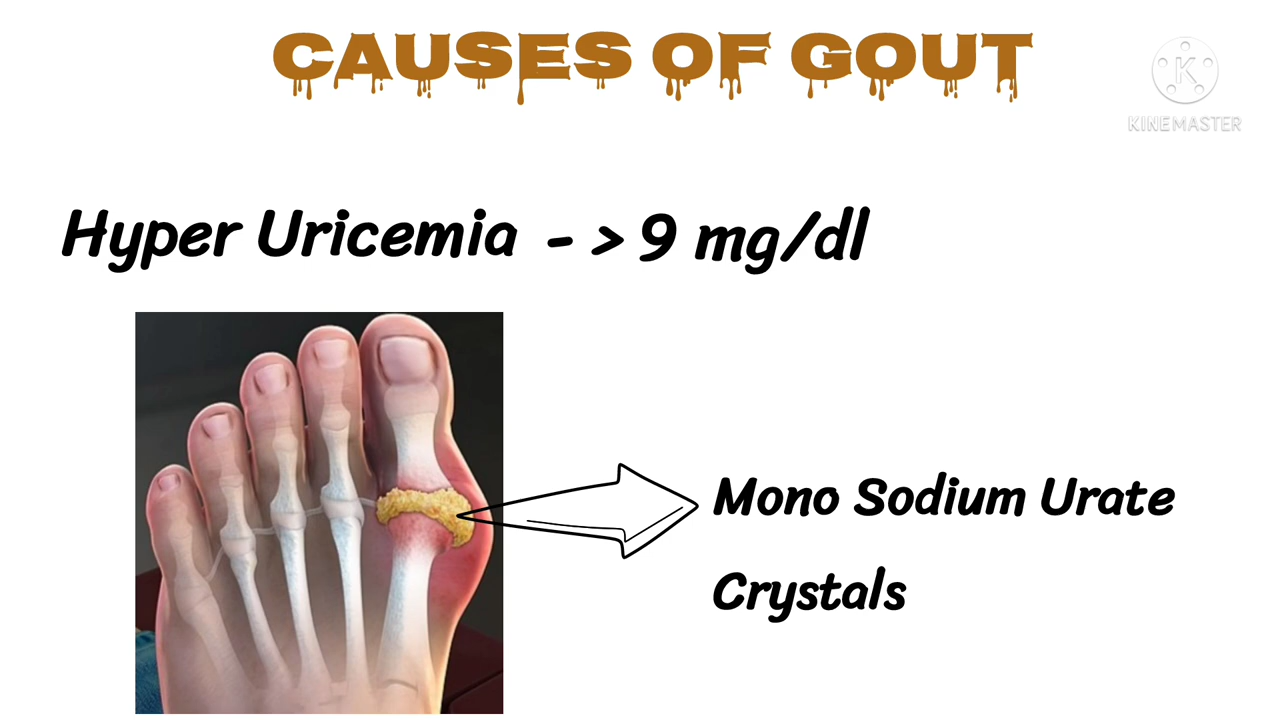 CAUSES OF GOUT
K
KINEMASTER
Hyper Uricemia - > 9 mg/dl
Mono Sodium Urate
Crystals